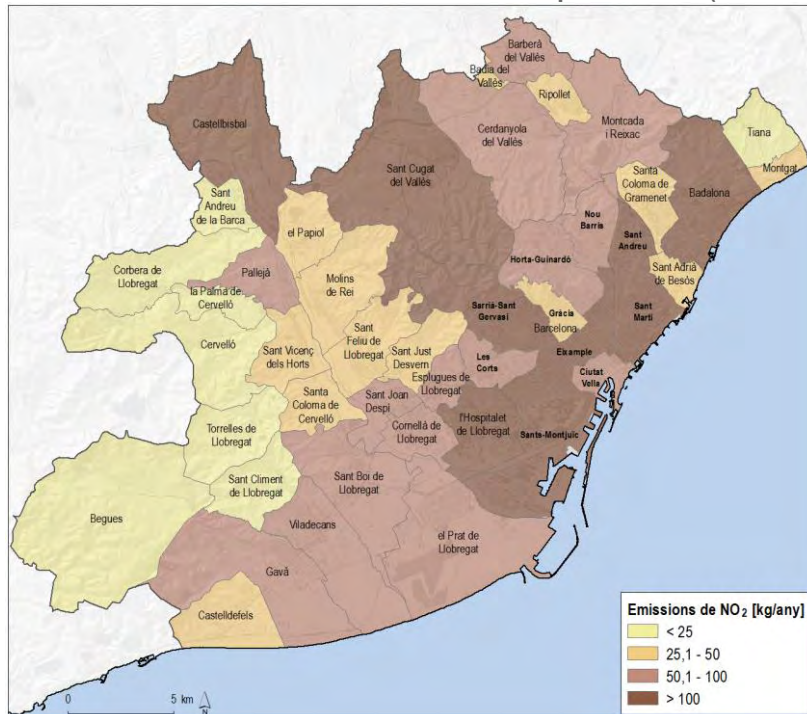 Barberà
del Vallès
Badia del
Vallès
Ripollet
Castellbisbal
Cerdanyola
del Vallès
Montcada
i Reixac
Tiana
Montgat
Sant Cugat
del Vallès
Santa
Coloma de
Gramenet
Badalona
Sant
Andreu
de la Barca
el Papiol
Nou
Barris
Sant
Andreu
Corbera de
Llobregat
Pallejà
Molins
de Rei
Horta-Guinardó
Sant Adrià
de Besòs
la Palma de
Cervelló
Sarrià-Sant
Gervasi
Gràcia
Barcelona
Sant
Martí
Cervelló
Sant Vicenç
dels Horts
Sant
Feliu de
Llobregat
Sant Just
Desvern
Eixample
Les
Corts
Ciutat
Vella
Esplugues de
Llobregat
Santa
Coloma de
Cervelló
Sant Joan
Despí
Torrelles de
Llobregat
Cornellà de
Llobregat
l'Hospitalet
de Llobregat
Sants-Montjuïc
Sant Climent
de Llobregat
Sant Boi de
Llobregat
Begues
Viladecans
el Prat de
Llobregat
Gavà
Castelldefels
Emissions de NO₂ [kg/any]
< 25
25,1 - 50
50,1 - 100
> 100
0 5 km
N